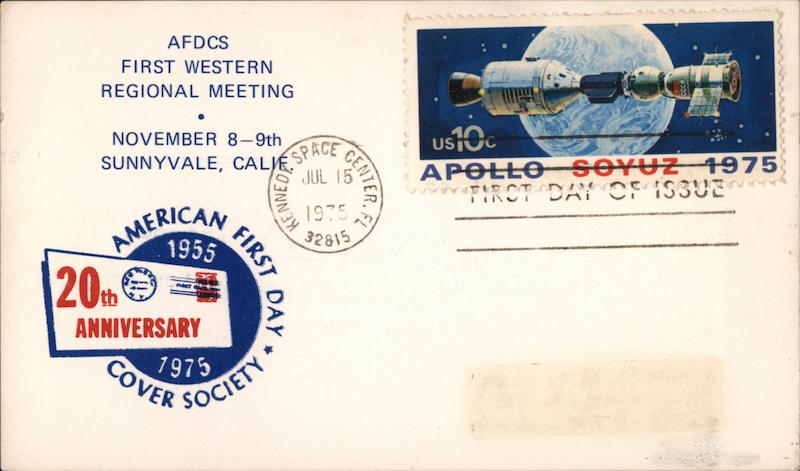 AFDCS
FIRST WESTERN
REGIONAL MEETING
•
NOVEMBER 8-9th
SUNNYVALE, CALIF.
US 10c
APOLLO SOYUZ 1975
KENNEDY SPACE CENTER, FL
JUL 15
1975
32815
FIRST DAY OF ISSUE
AMERICAN FIRST DAY
1955
20th
ANNIVERSARY
1975
COVER SOCIETY ★